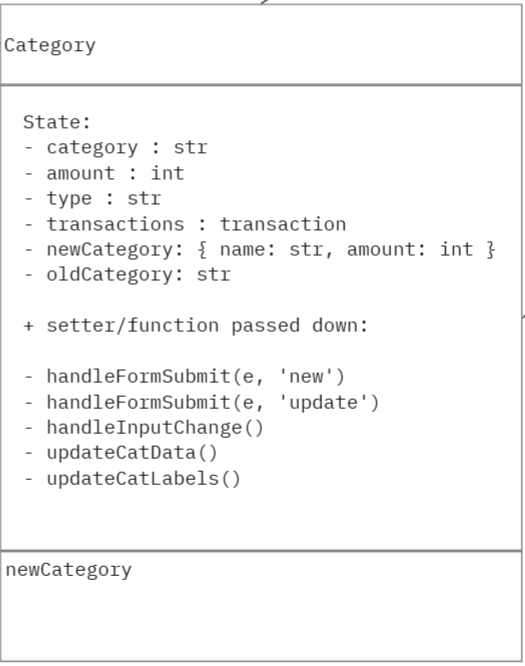 Category
State:
- category : str
- amount : int
- type : str
- transactions : transaction
- newCategory: { name: str, amount: int }
- oldCategory: str
+ setter/function passed down:
- handleFormSubmit(e, 'new')
- handleFormSubmit(e, 'update')
- handleInputChange()
- updateCatData()
- updateCatLabels()
newCategory